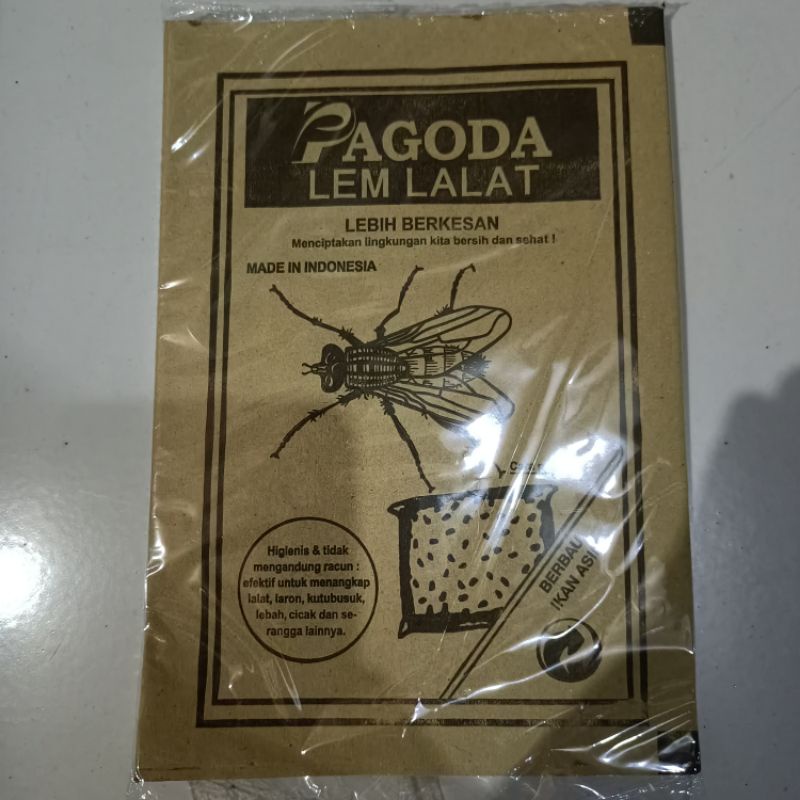 PAGODA
LEM LALAT
LEBIH BERKESAN
Menciptakan lingkungan kita bersih dan sehat !
MADE IN INDONESIA
Higienis & tidak
mengandung racun :
efektif untuk menangkap
lalat, laron, kutubusuk,
lebah, cicak dan se-
rangga lainnya.
BERBAU
IKAN ASIN